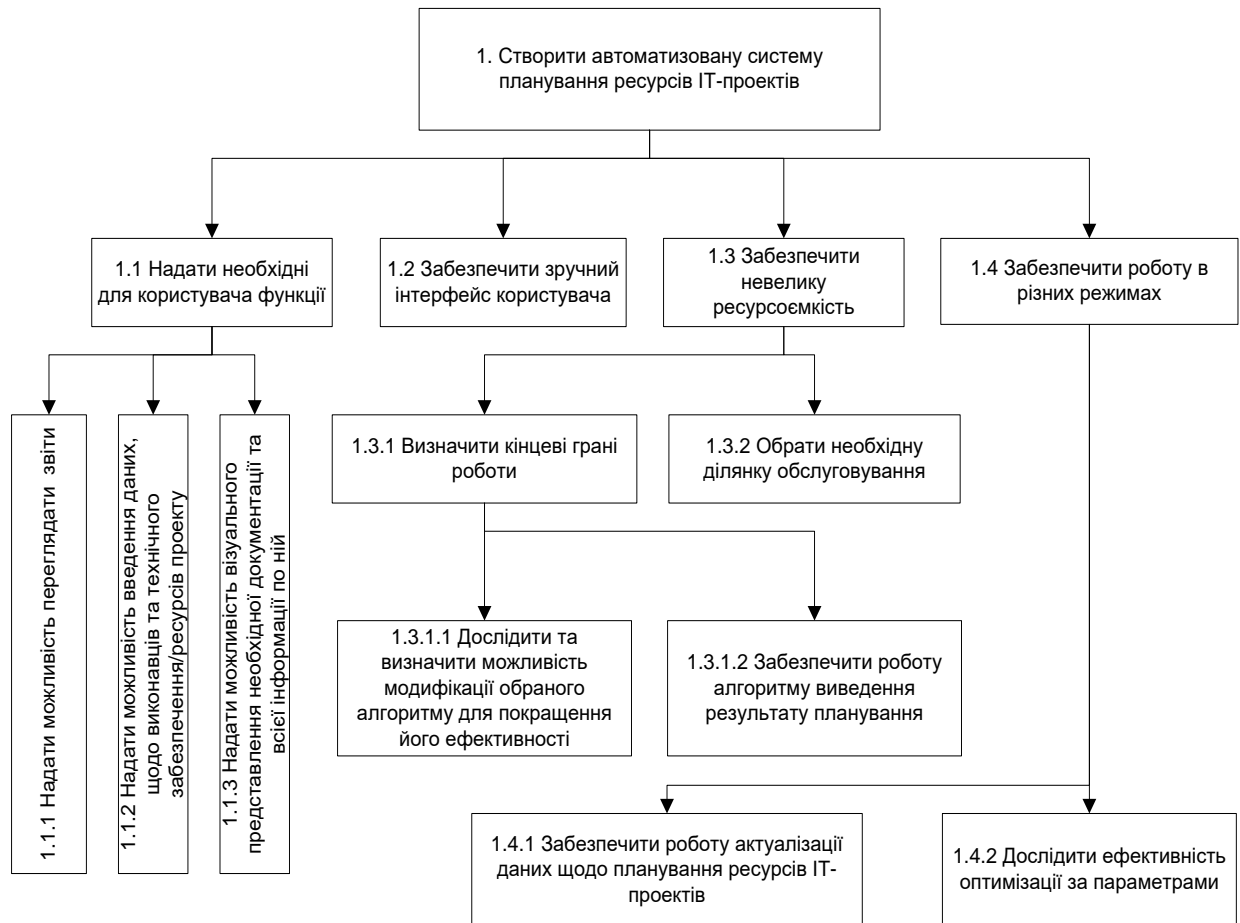 1. Створити автоматизовану систему
планування ресурсів ІТ-проектів
1.1 Надати необхідні
для користувача функції
1.2 Забезпечити зручний
інтерфейс користувача
1.3 Забезпечити
невелику
ресурсоємкість
1.4 Забезпечити роботу в
різних режимах
1.1.1 Надати можливість переглядати звіти
1.1.2 Надати можливість введення даних,
щодо виконавців та технічного
забезпечення/ресурсів проекту
1.1.3 Надати можливість візуального
представлення необхідної документації та
всієї інформації по ній
1.3.1 Визначити кінцеві грані
роботи
1.3.2 Обрати необхідну
ділянку обслуговування
1.3.1.1 Дослідити та
визначити можливість
модифікації обраного
алгоритму для покращення
його ефективності
1.3.1.2 Забезпечити роботу
алгоритму виведення
результату планування
1.4.1 Забезпечити роботу актуалізації
даних щодо планування ресурсів ІТ-
проектів
1.4.2 Дослідити ефективність
оптимізації за параметрами